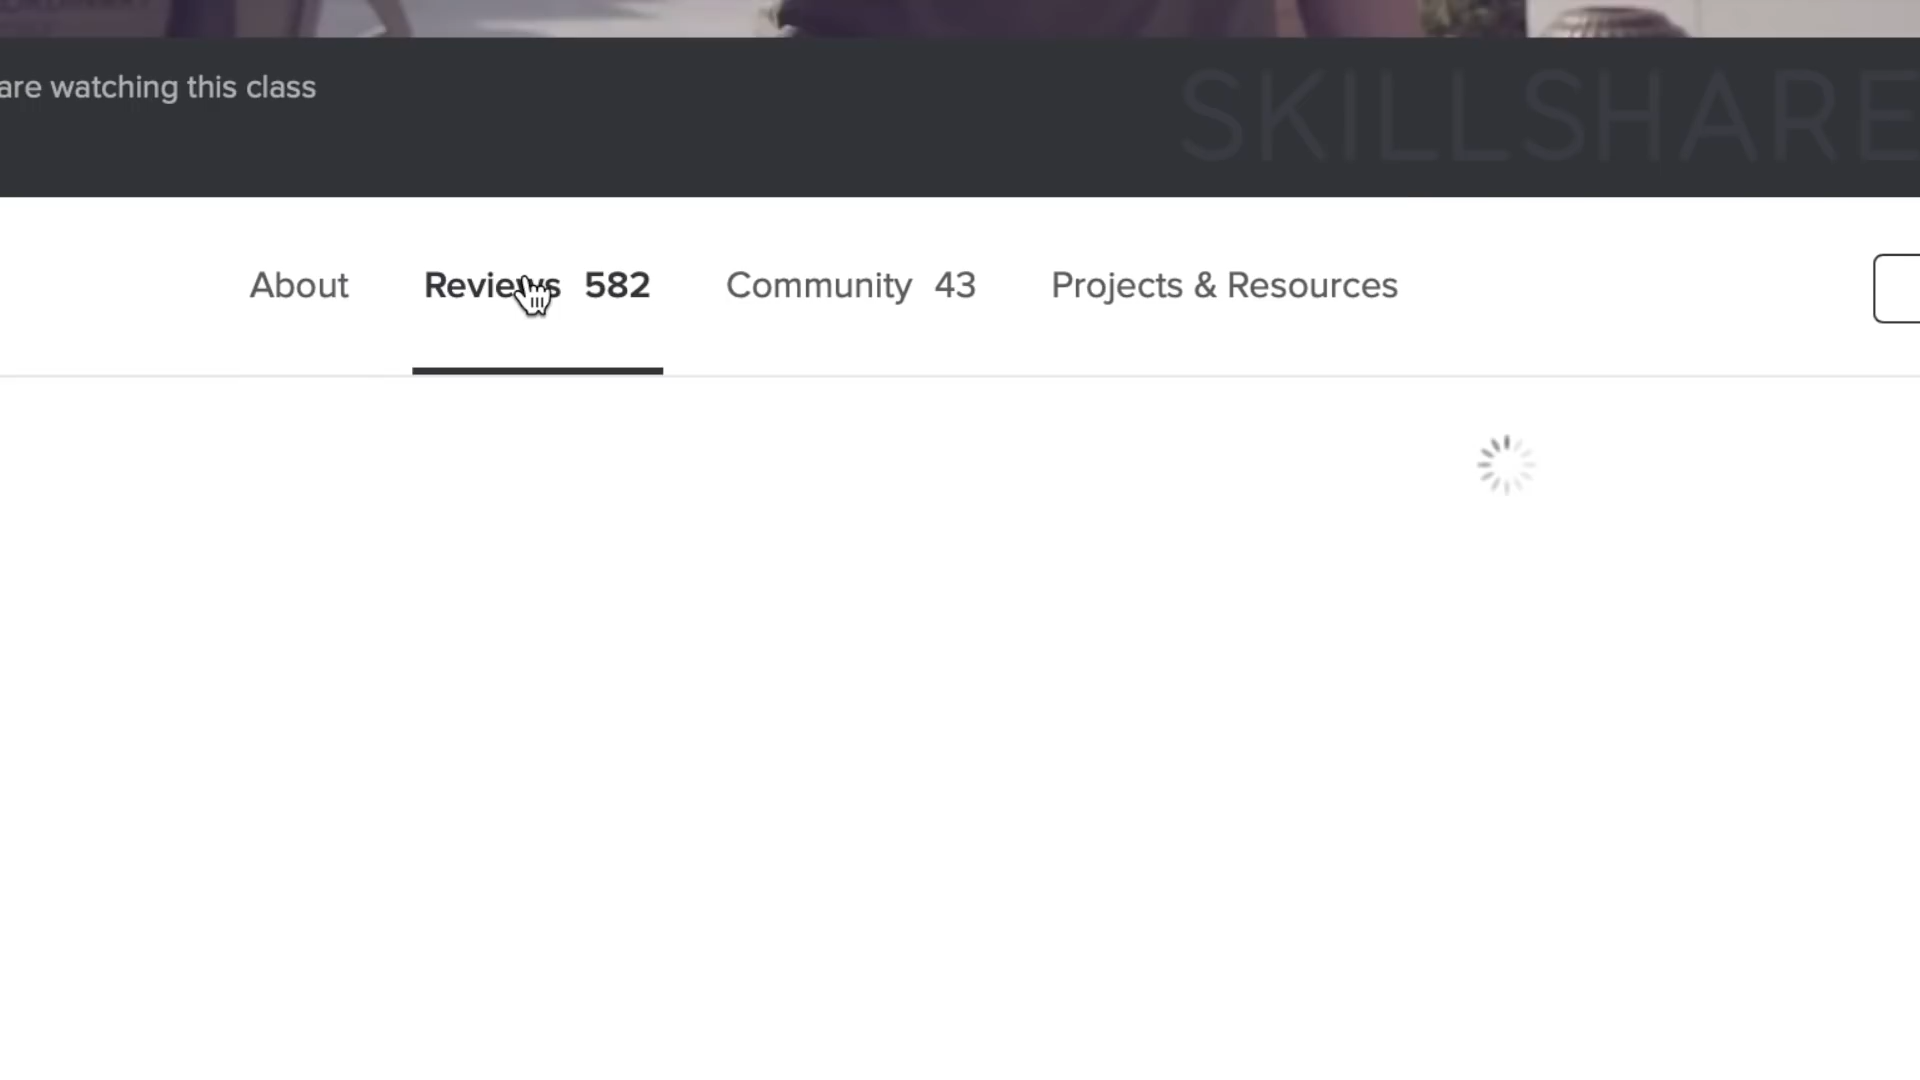 are watching this class
SKILLSHARE
About Reviews 582 Community 43 Projects & Resources